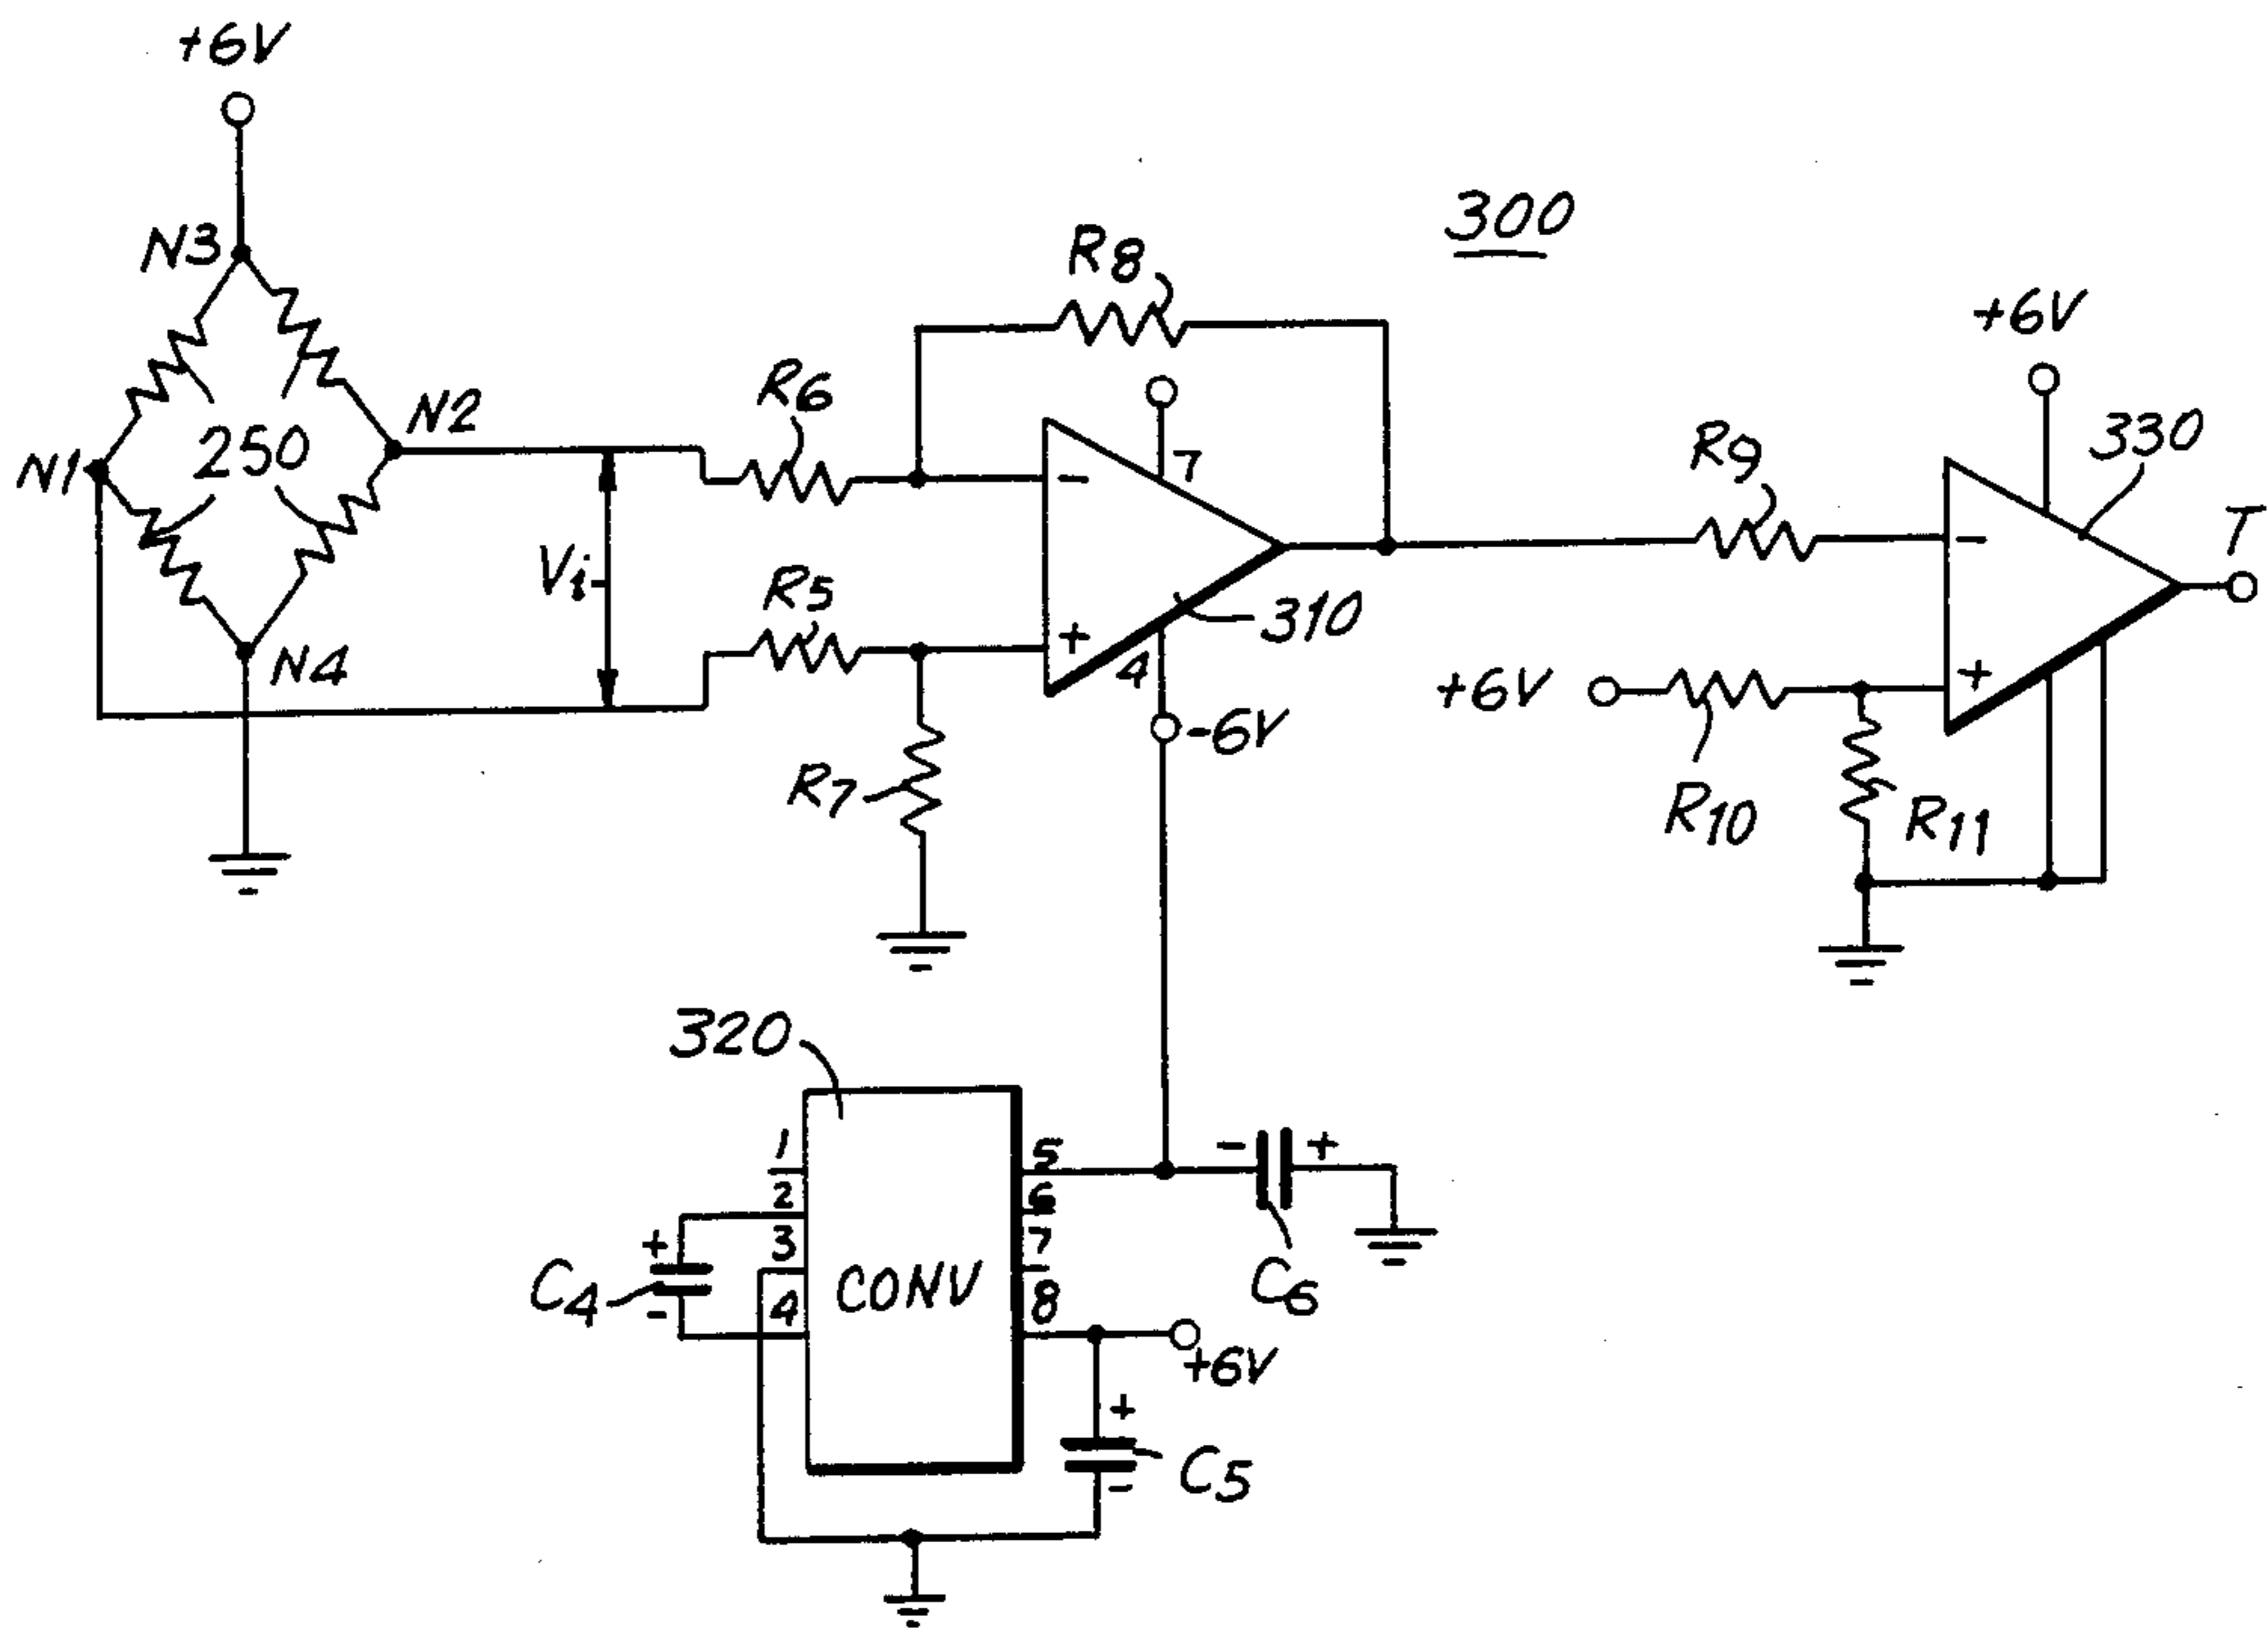 +6V
N3
300
R8
+6V
R6
N2
330
R9
250
N1
7
-
-
T
Vi
R5
310
+
4
N4
+6V
+
-6V
R7
R10
R11
320
1
5
- +
2
6
+
3
7
C4
CONV
C6
-
4
8
+6V
+
C5
-